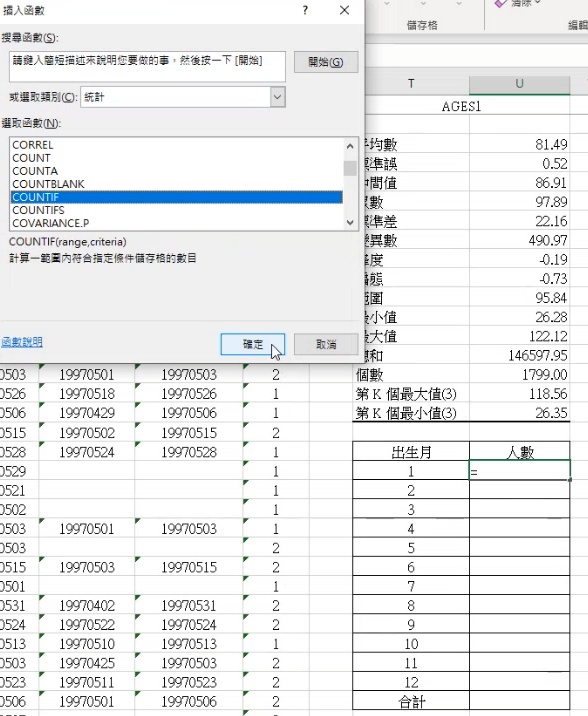 插入函數 ? ×
清除
搜尋函數(S):
儲存格
編輯
請鍵入簡短描述來說明您要做的事，然後按一下 [開始]
開始(G)
或選取類別(C): 統計
選取函數(N):
T U
CORREL
COUNT
COUNTA
COUNTBLANK
COUNTIF
COUNTIFS
COVARIANCE.P
COUNTIF(range,criteria)
計算一範圍內符合指定條件儲存格的數目
函數說明 確定 取消
AGES1
平均數 81.49
標準誤 0.52
中間值 86.91
眾數 97.89
標準差 22.16
變異數 490.97
峰度 -0.19
偏態 -0.73
範圍 95.84
最小值 26.28
最大值 122.12
總和 146597.95
個數 1799.00
第 K 個最大值(3) 118.56
第 K 個最小值(3) 26.35
0503 19970501 19970503 2
0526 19970518 19970526 1
0506 19970429 19970506 1
0515 19970502 19970515 2
0528 19970524 19970528 1
0529 1
0521 1
0502 1
0503 19970501 19970503 1
0503 2
0515 19970503 19970515 2
0501 1
0531 19970402 19970531 2
0524 19970522 19970524 2
0513 19970510 19970513 1
0503 19970425 19970503 2
0523 19970511 19970523 2
0506 19970501 19970506 2
出生月 人數
1 =
2
3
4
5
6
7
8
9
10
11
12
合計